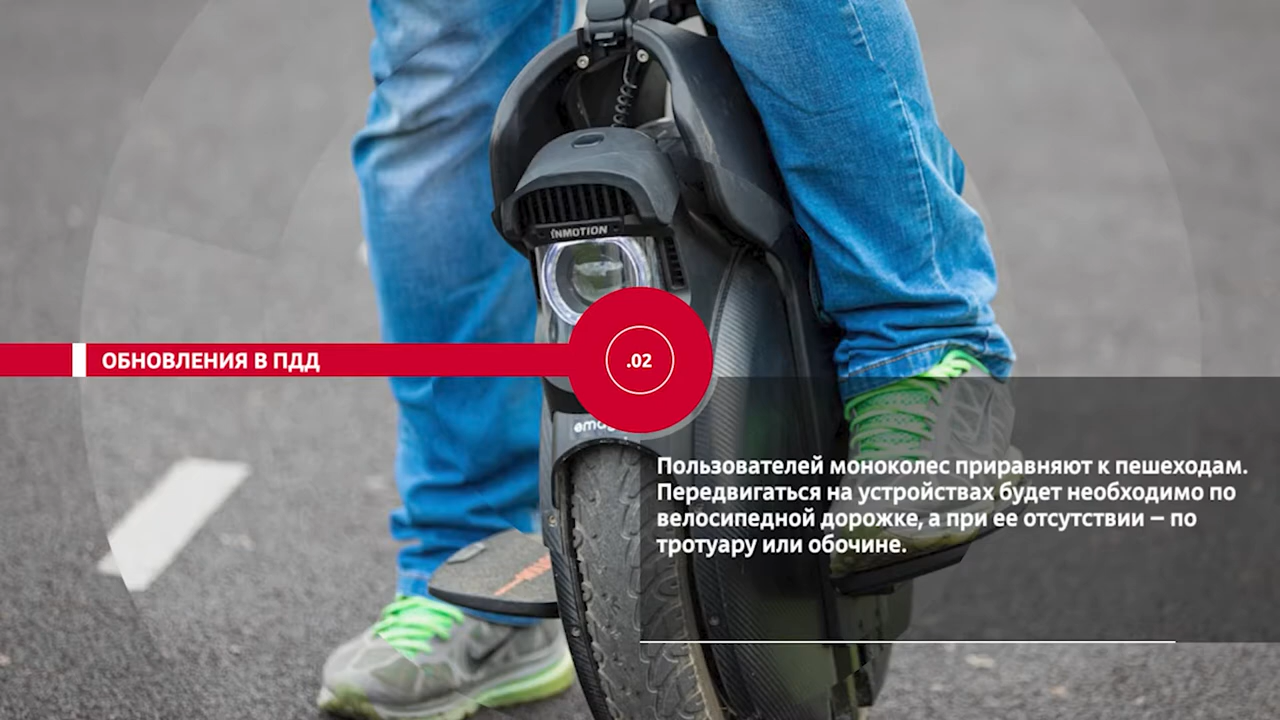 INMOTION
ОБНОВЛЕНИЯ В ПДД
.02
Пользователей моноколес приравняют к пешеходам.
Передвигаться на устройствах будет необходимо по
велосипедной дорожке, а при ее отсутствии – по
тротуару или обочине.